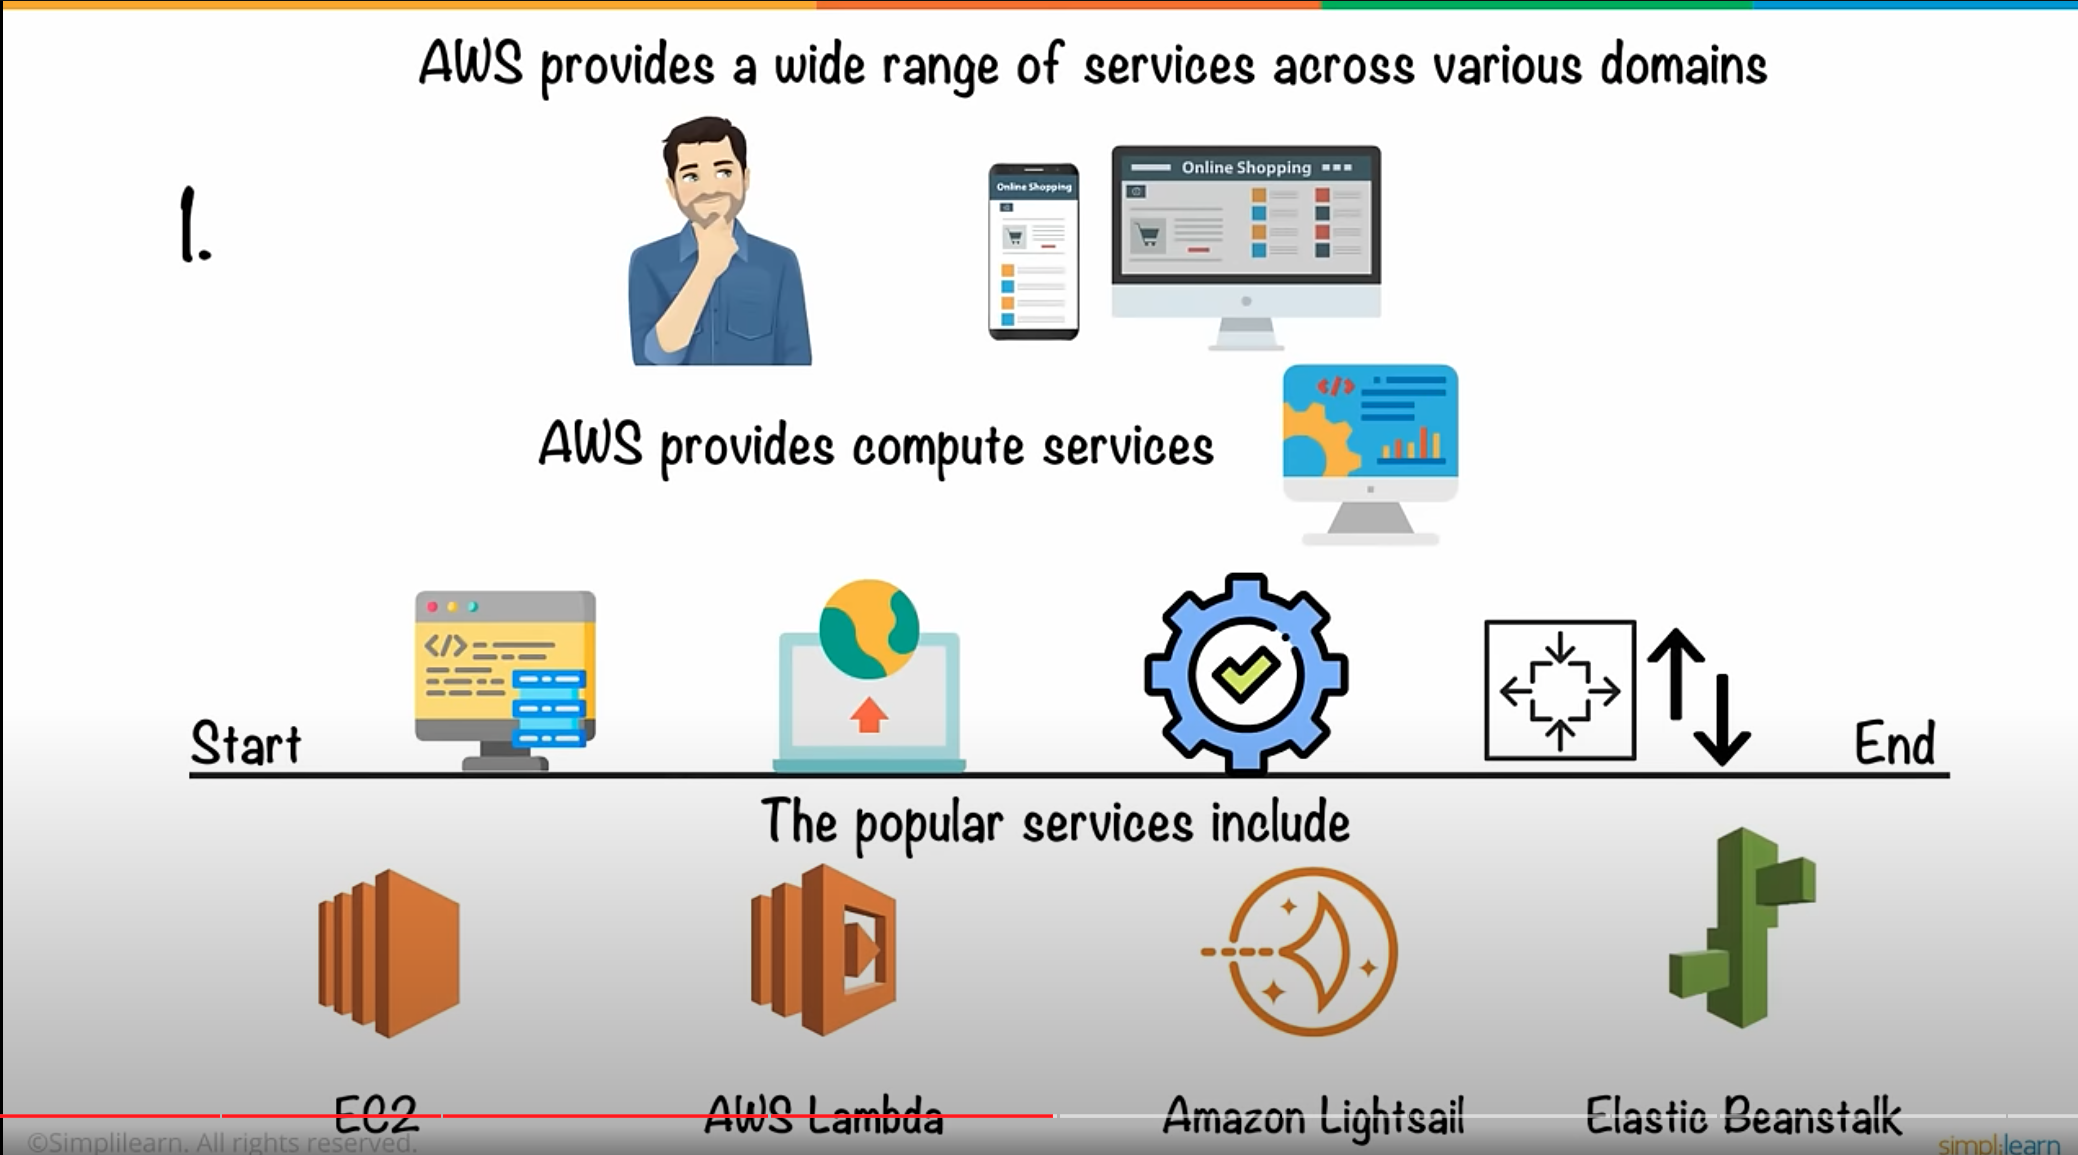 AWS provides a wide range of services across various domains
1.
Online Shopping
Online Shopping
AWS provides compute services
</>
</>
Start
End
The popular services include
EC2
AWS Lambda
Amazon Lightsail
Elastic Beanstalk
©Simplilearn. All rights reserved.
simplilearn